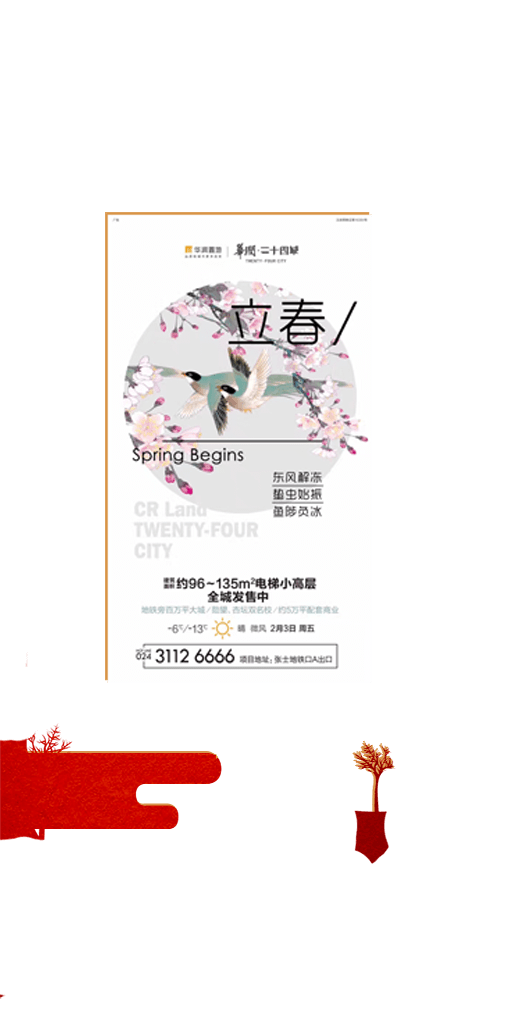 华润置地 華潤·二十四城
TWENTY-FOUR CITY
立春/
Spring Begins
东风解冻
蛰虫始振
鱼陟负冰
CR Land
TWENTY-FOUR
CITY
建筑面积 约96~135m²电梯小高层
全城发售中
-6℃/-13℃ 晴 微风 2月3日 周五
024 3112 6666 项目地址：张士地铁口A出口